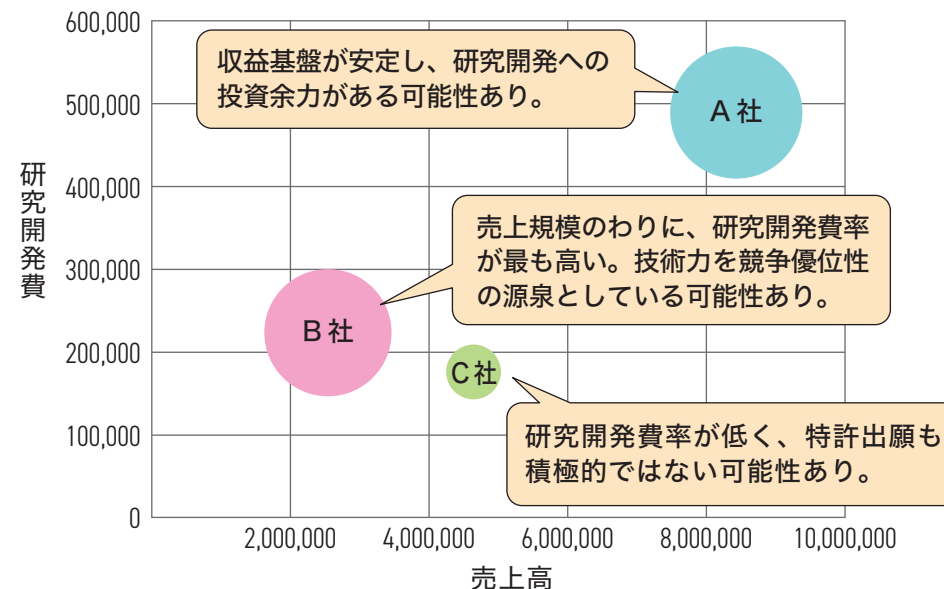 600,000
500,000
400,000
300,000
200,000
100,000
0
研究開発費
収益基盤が安定し、研究開発への
投資余力がある可能性あり。
A社
売上規模のわりに、研究開発費率
が最も高い。技術力を競争優位性
の源泉としている可能性あり。
B社
C社
研究開発費率が低く、特許出願も
積極的ではない可能性あり。
2,000,000
4,000,000
6,000,000
8,000,000
10,000,000
売上高